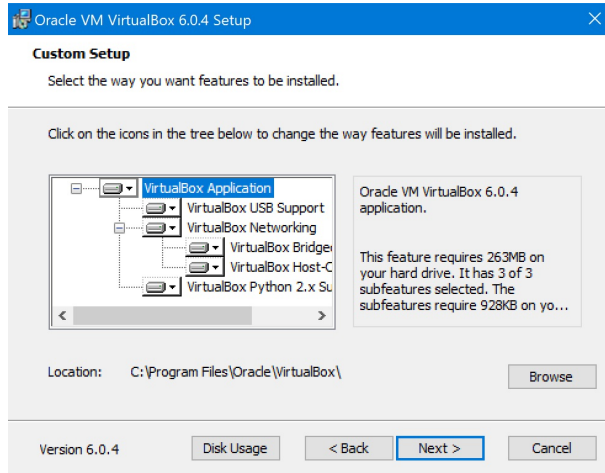 Oracle VM VirtualBox 6.0.4 Setup
Custom Setup
Select the way you want features to be installed.
Click on the icons in the tree below to change the way features will be installed.
VirtualBox Application
VirtualBox USB Support
VirtualBox Networking
VirtualBox Bridge
VirtualBox Host-C
VirtualBox Python 2.x Su
Oracle VM VirtualBox 6.0.4
application.
This feature requires 263MB on
your hard drive. It has 3 of 3
subfeatures selected. The
subfeatures require 928KB on yo...
Location: C:\Program Files\Oracle\VirtualBox\
Browse
Version 6.0.4
Disk Usage
< Back
Next >
Cancel